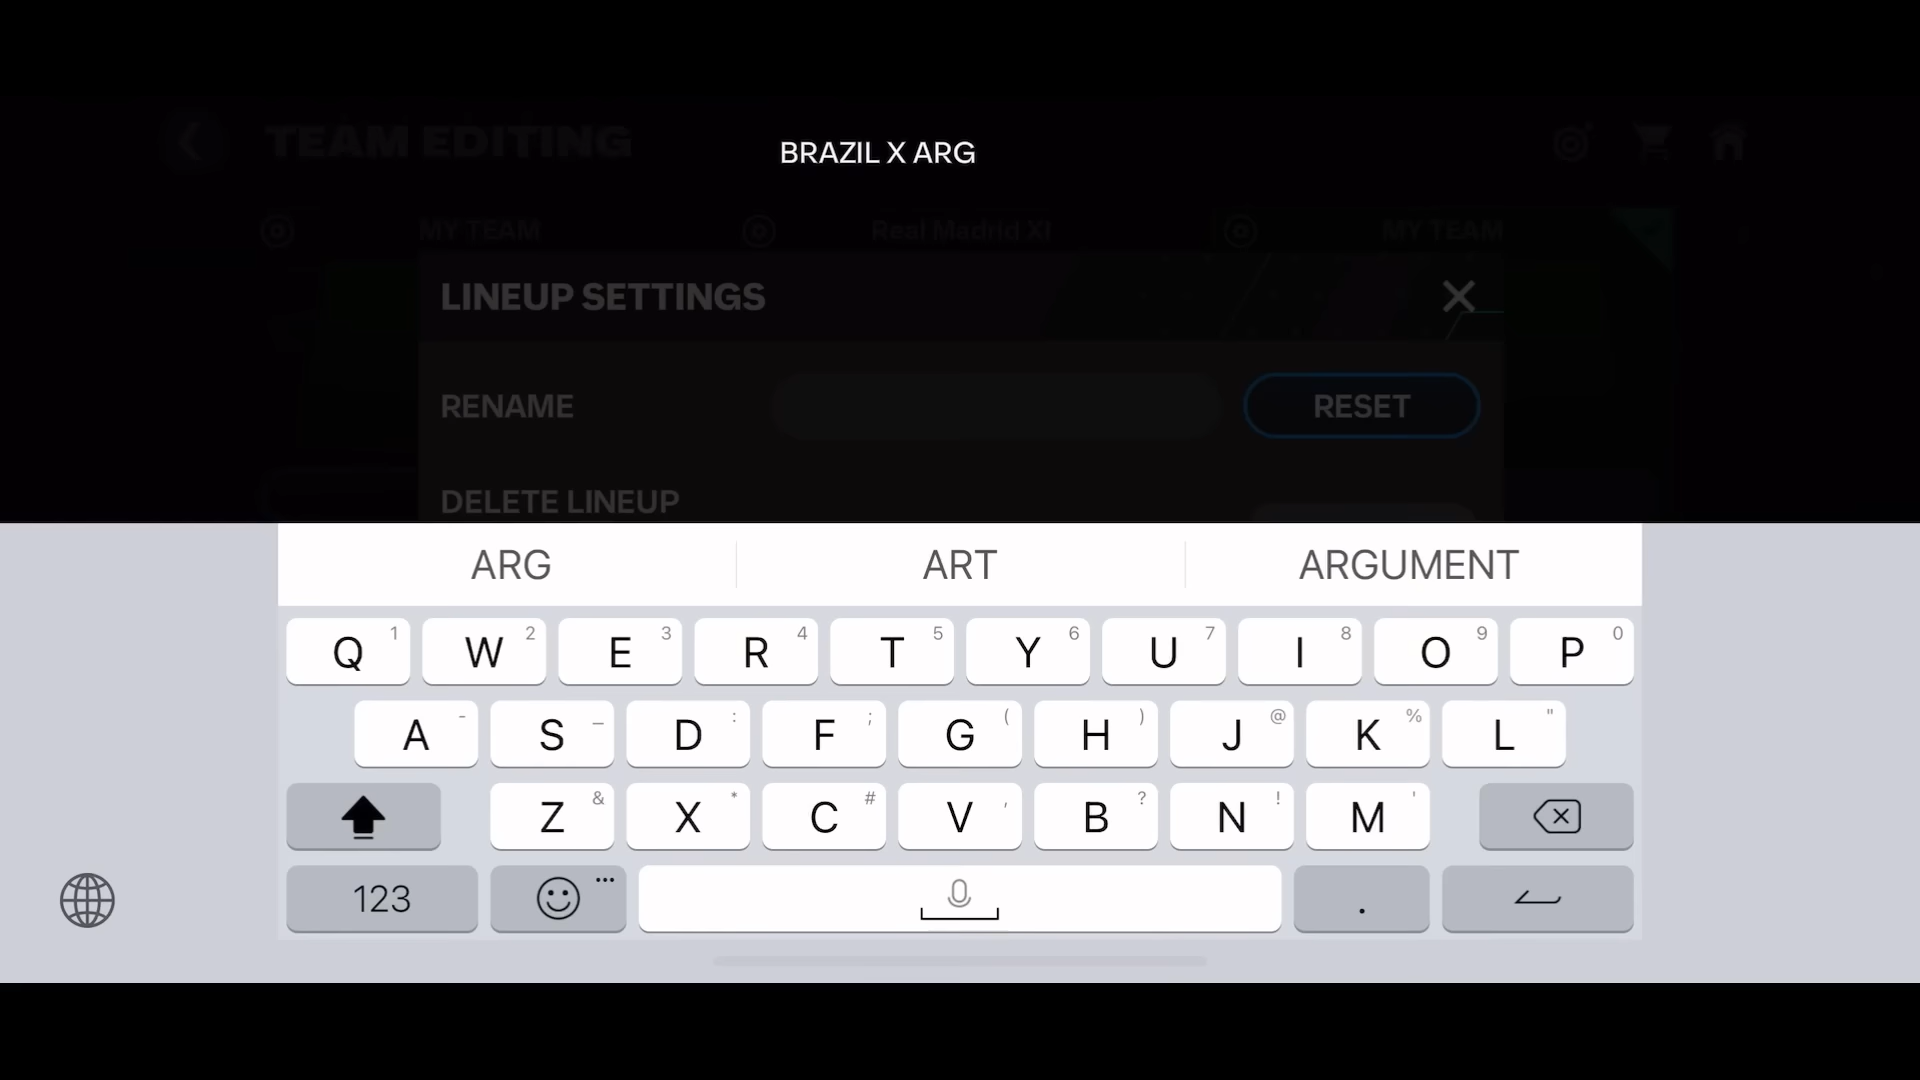 TEAM EDITING
BRAZIL X ARG
MY TEAM
Real Madrid XI
MY TEAM
LINEUP SETTINGS
RENAME
RESET
DELETE LINEUP
ARG
ART
ARGUMENT
Q 1 W 2 E 3 R 4 T 5 Y 6 U 7 I 8 O 9 P 0
A - S _ D : F ; G ( H ) J @ K % L "
Z & X * C # V , B ? N ! M '
123 .